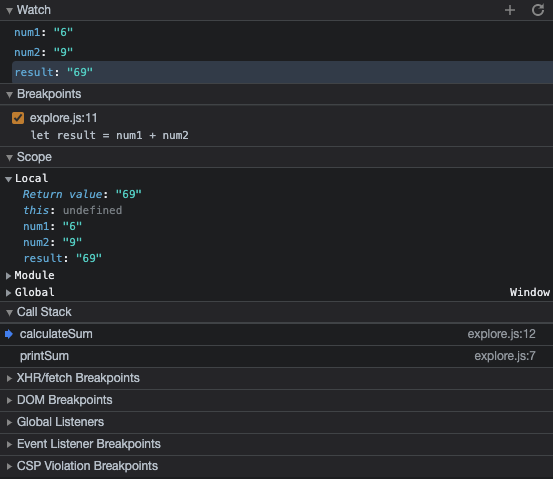 Watch
num1: "6"
num2: "9"
result: "69"
Breakpoints
explore.js:11
let result = num1 + num2
Scope
Local
Return value: "69"
this: undefined
num1: "6"
num2: "9"
result: "69"
Module
Global Window
Call Stack
calculateSum explore.js:12
printSum explore.js:7
XHR/fetch Breakpoints
DOM Breakpoints
Global Listeners
Event Listener Breakpoints
CSP Violation Breakpoints